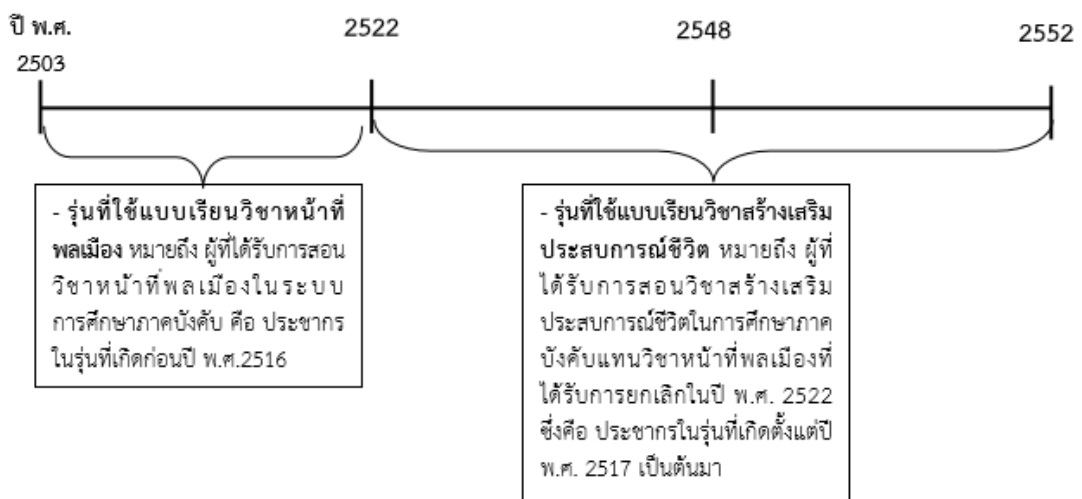 ปี พ.ศ.
2503
2522
2548
2552
- รุ่นที่ใช้แบบเรียนวิชาหน้าที่
พลเมือง หมายถึง ผู้ที่ได้รับการสอน
วิชาหน้าที่พลเมืองในระบบ
การศึกษาภาคบังคับ คือ ประชากร
ในรุ่นที่เกิดก่อนปี พ.ศ.2516
- รุ่นที่ใช้แบบเรียนวิชาสร้างเสริม
ประสบการณ์ชีวิต หมายถึง ผู้ที่
ได้รับการสอนวิชาสร้างเสริม
ประสบการณ์ชีวิตในการศึกษาภาค
บังคับแทนวิชาหน้าที่พลเมืองที่
ได้รับการยกเลิกในปี พ.ศ. 2522
ซึ่งคือ ประชากรในรุ่นที่เกิดตั้งแต่ปี
พ.ศ. 2517 เป็นต้นมา